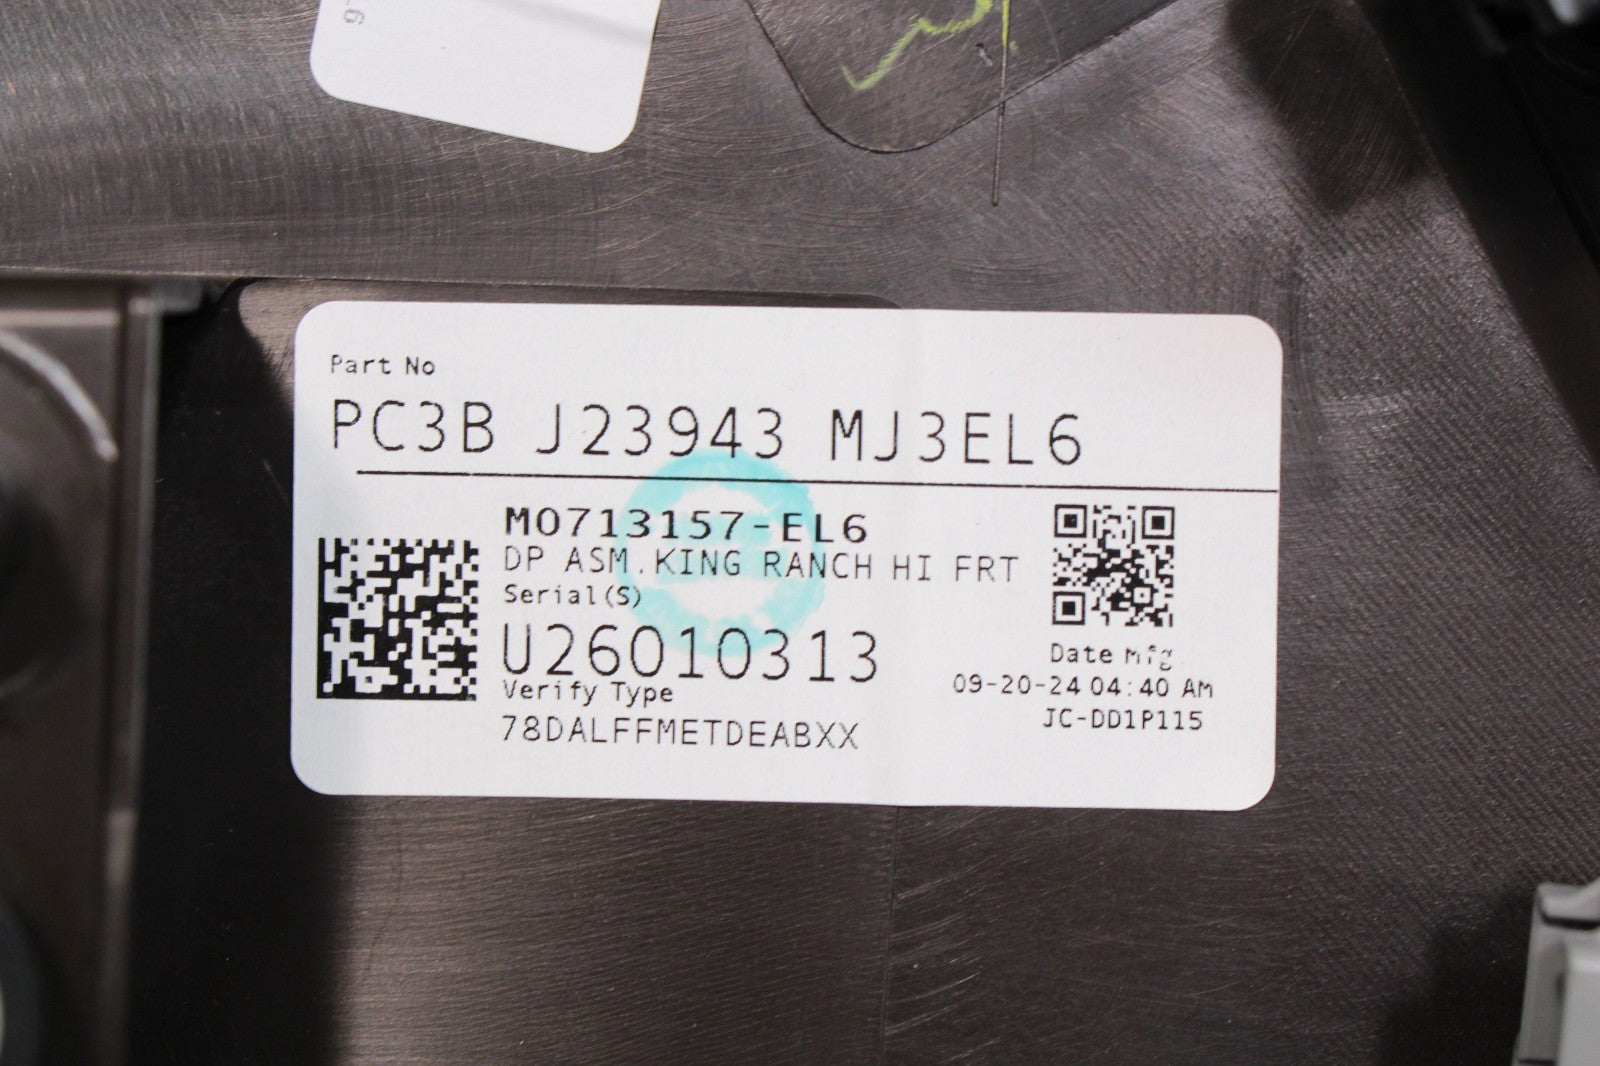 Part No
PC3B J23943 MJ3EL6
M0713157-EL6
DP ASM.KING RANCH HI FRT
Serial(S)
U26010313
Verify Type
78DALFFMETDEABXX
Date Mfg.
09-20-24 04:40 AM
JC-DD1P115